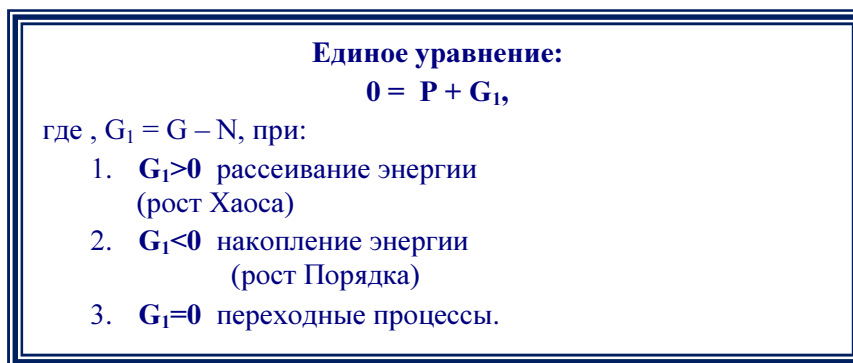 Единое уравнение:
0 = P + G₁,
где , G₁ = G – N, при:
1. G₁>0 рассеивание энергии
(рост Хаоса)
2. G₁<0 накопление энергии
(рост Порядка)
3. G₁=0 переходные процессы.